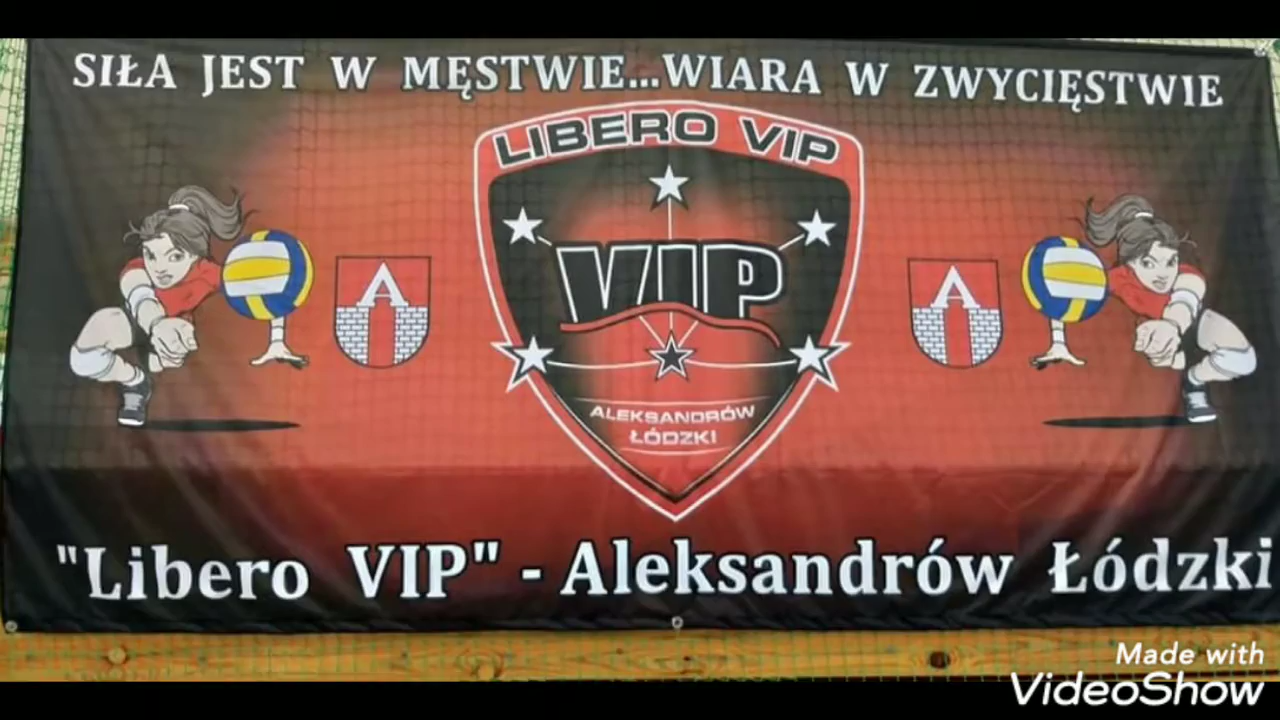 SIŁA JEST W MĘSTWIE...WIARA W ZWYCIĘSTWIE
LIBERO VIP
VIP
A
A
ALEKSANDRÓW
ŁÓDZKI
"Libero VIP" - Aleksandrów Łódzki
Made with
VideoShow